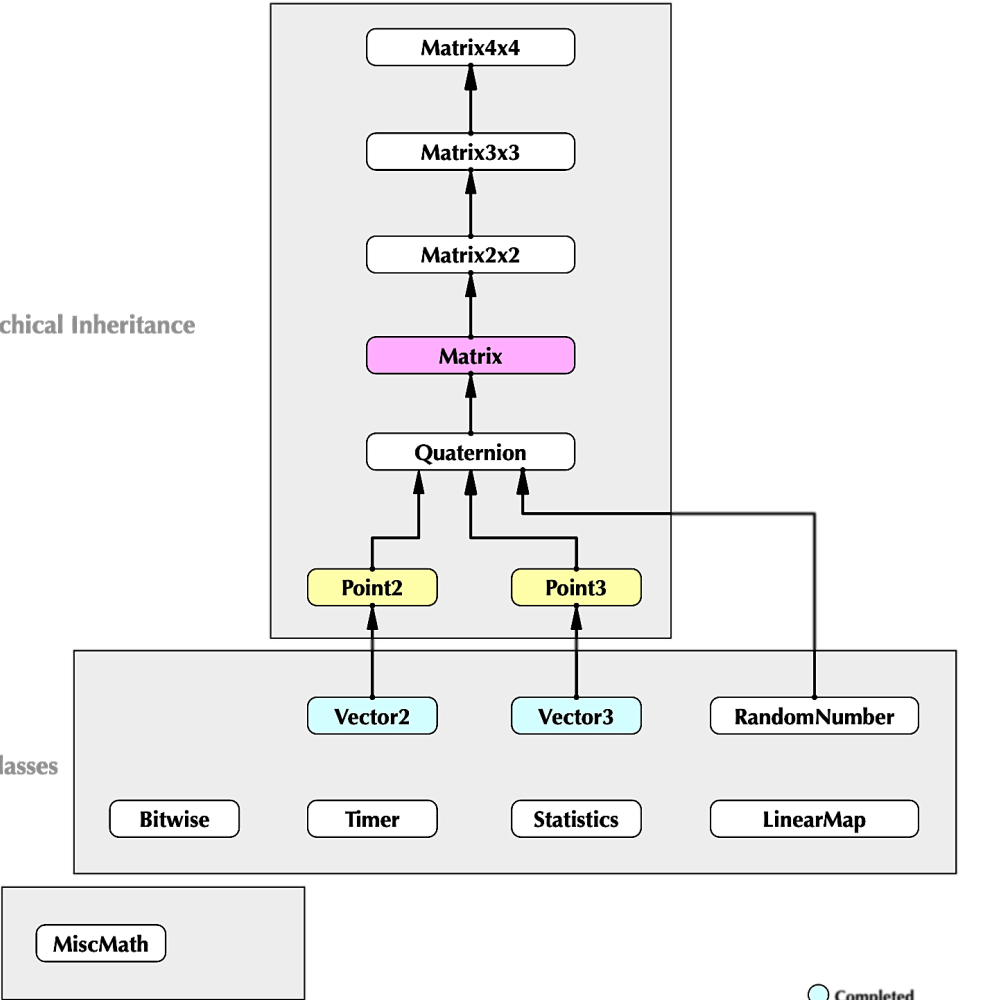 Matrix4x4
Matrix3x3
Matrix2x2
chical Inheritance
Matrix
Quaternion
Point2 Point3
Vector2 Vector3 RandomNumber
lasses
Bitwise Timer Statistics LinearMap
MiscMath
Completed